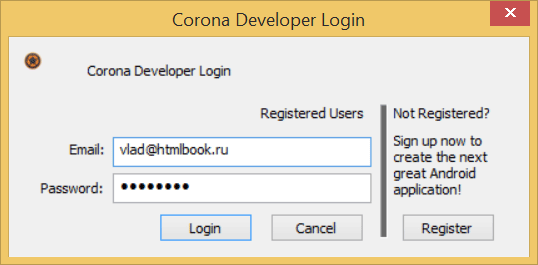 Corona Developer Login
Corona Developer Login
Registered Users
Email: vlad@htmlbook.ru
Password: ●●●●●●●●
Login
Cancel
Not Registered?
Sign up now to
create the next
great Android
application!
Register